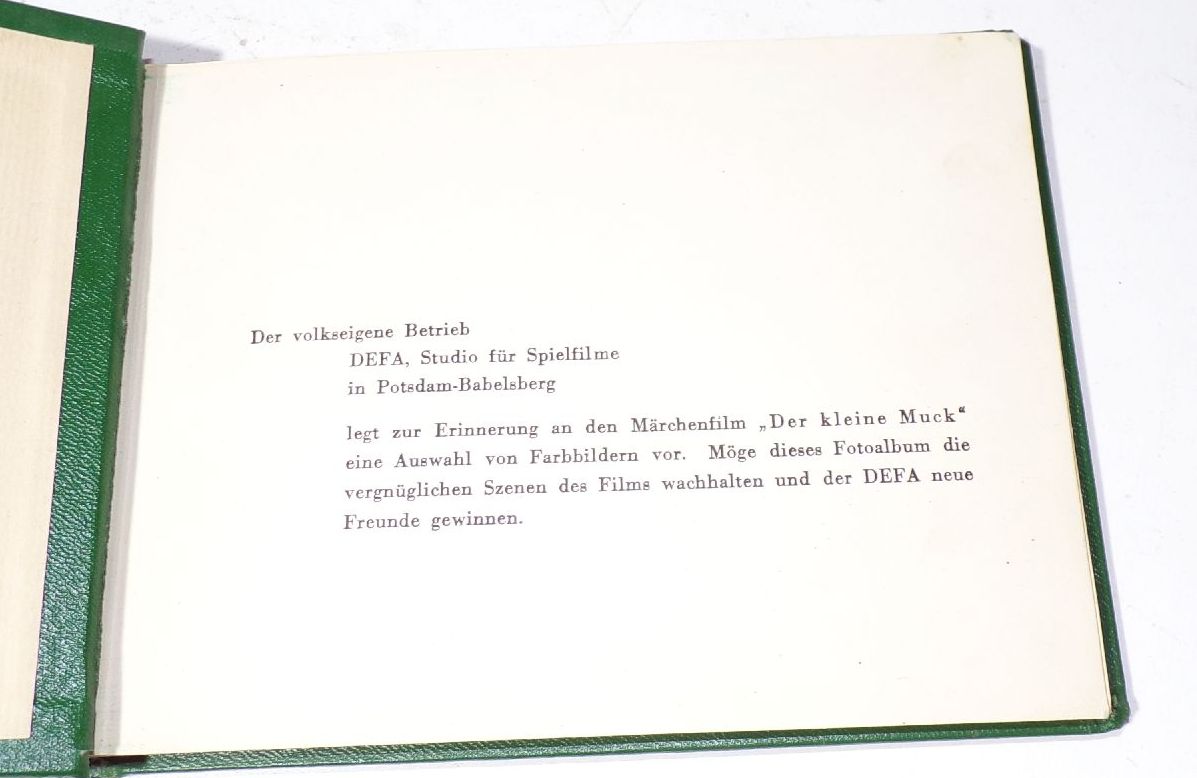 Der volkseigene Betrieb
DEFA, Studio für Spielfilme
in Potsdam-Babelsberg
legt zur Erinnerung an den Märchenfilm „Der kleine Muck“
eine Auswahl von Farbbildern vor. Möge dieses Fotoalbum die
vergnüglichen Szenen des Films wachhalten und der DEFA neue
Freunde gewinnen.